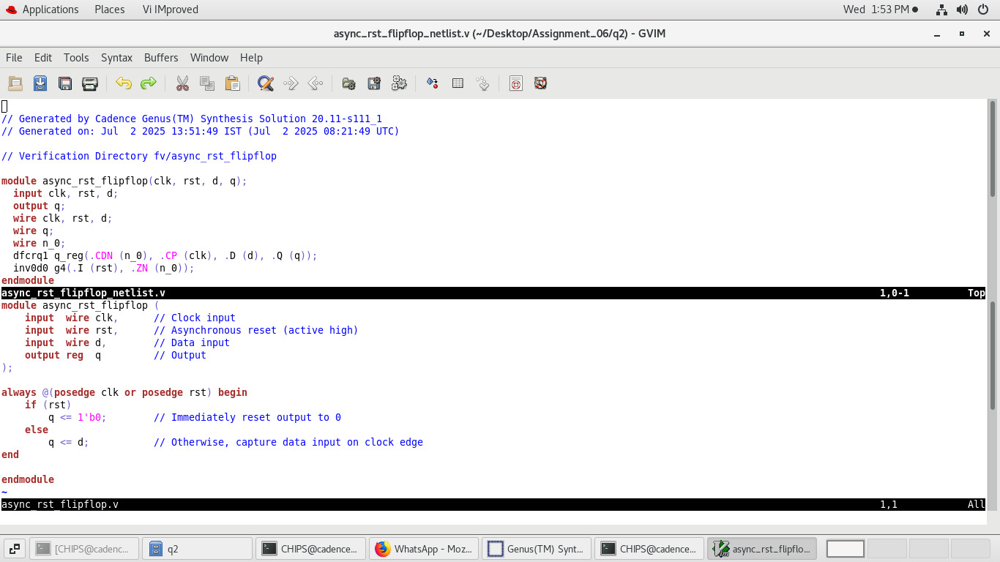 Applications Places Vi IMproved Wed 1:53 PM
async_rst_flipflop_netlist.v (~/Desktop/Assignment_06/q2) - GVIM
File Edit Tools Syntax Buffers Window Help
// Generated by Cadence Genus(TM) Synthesis Solution 20.11-s111_1
// Generated on: Jul  2 2025 13:51:49 IST (Jul  2 2025 08:21:49 UTC)
// Verification Directory fv/async_rst_flipflop
module async_rst_flipflop(clk, rst, d, q);
  input clk, rst, d;
  output q;
  wire clk, rst, d;
  wire q;
  wire n_0;
  dfcrq1 q_reg(.CDN (n_0), .CP (clk), .D (d), .Q (q));
  inv0d0 g4(.I (rst), .ZN (n_0));
endmodule
async_rst_flipflop_netlist.v 1,0-1 Top
module async_rst_flipflop (
    input  wire clk,      // Clock input
    input  wire rst,      // Asynchronous reset (active high)
    input  wire d,        // Data input
    output reg  q         // Output
);
always @(posedge clk or posedge rst) begin
    if (rst)
        q <= 1'b0;        // Immediately reset output to 0
    else
        q <= d;           // Otherwise, capture data input on clock edge
end
endmodule
~
async_rst_flipflop.v 1,1 All
[CHIPS@cadenc... q2 CHIPS@cadence... WhatsApp - Moz... Genus(TM) Synt... CHIPS@cadence... async_rst_flipflo...